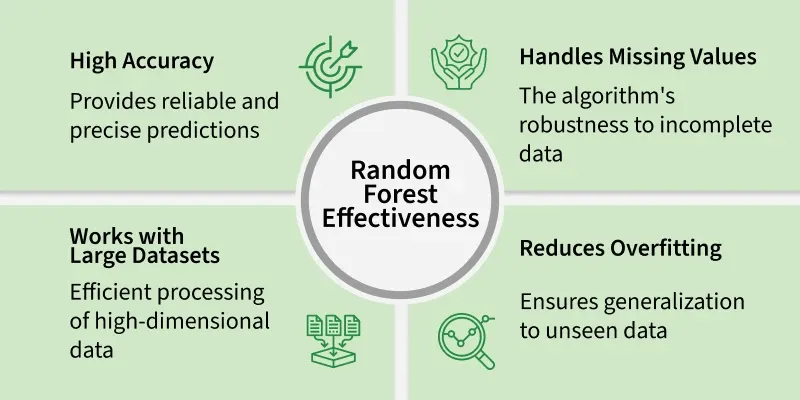 High Accuracy
Provides reliable and
precise predictions
Handles Missing Values
The algorithm's
robustness to incomplete
data
Random
Forest
Effectiveness
Works with
Large Datasets
Efficient processing
of high-dimensional
data
Reduces Overfitting
Ensures generalization
to unseen data